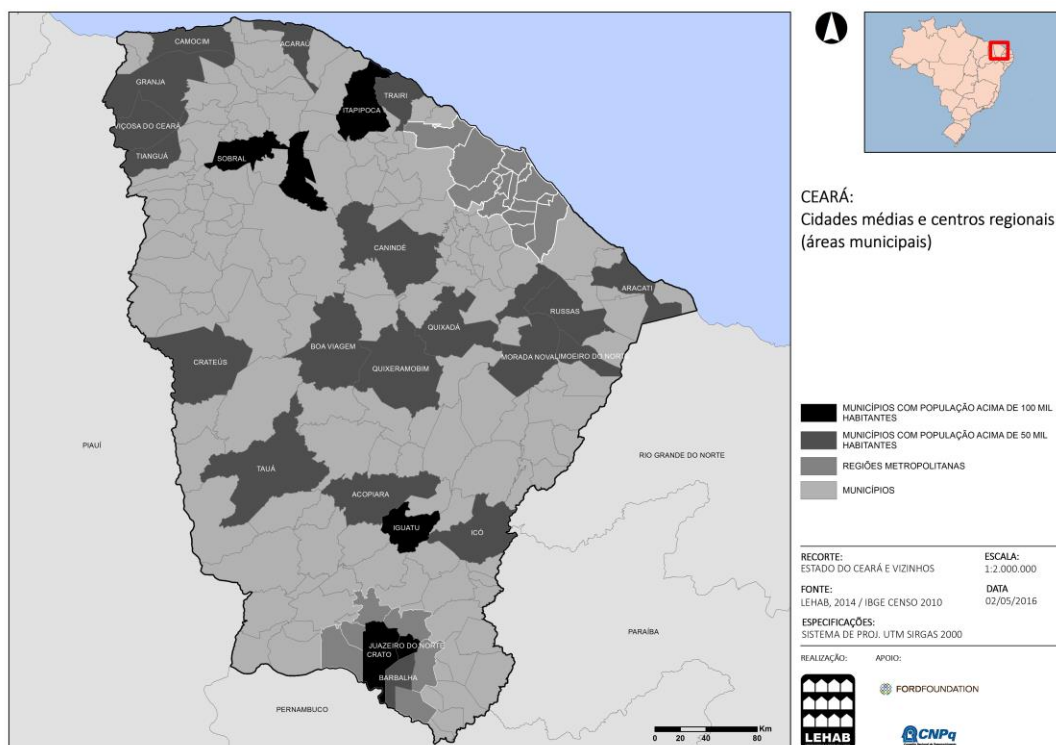 CAMOCIM
ACARAÚ
GRANJA
ITAPIPOCA
TRAIRI
VIÇOSA DO CEARÁ
TIANGUÁ
SOBRAL
CANINDÉ
ARACATI
RUSSAS
QUIXADÁ
BOA VIAGEM
CRATEÚS
MORADA NOVA
LIMOEIRO DO NORTE
QUIXERAMOBIM
PIAUÍ
RIO GRANDE DO NORTE
TAUÁ
ACOPIARA
IGUATU
ICÓ
PARAÍBA
JUAZEIRO DO NORTE
CRATO
BARBALHA
PERNAMBUCO
Km
0 20 40 80
CEARÁ:
Cidades médias e centros regionais
(áreas municipais)
MUNICÍPIOS COM POPULAÇÃO ACIMA DE 100 MIL
HABITANTES
MUNICÍPIOS COM POPULAÇÃO ACIMA DE 50 MIL
HABITANTES
REGIÕES METROPOLITANAS
MUNICÍPIOS
RECORTE:
ESTADO DO CEARÁ E VIZINHOS
ESCALA:
1:2.000.000
FONTE:
LEHAB, 2014 / IBGE CENSO 2010
DATA
02/05/2016
ESPECIFICAÇÕES:
SISTEMA DE PROJ. UTM SIRGAS 2000
REALIZAÇÃO:
APOIO:
LEHAB
FORDFOUNDATION
CNPq